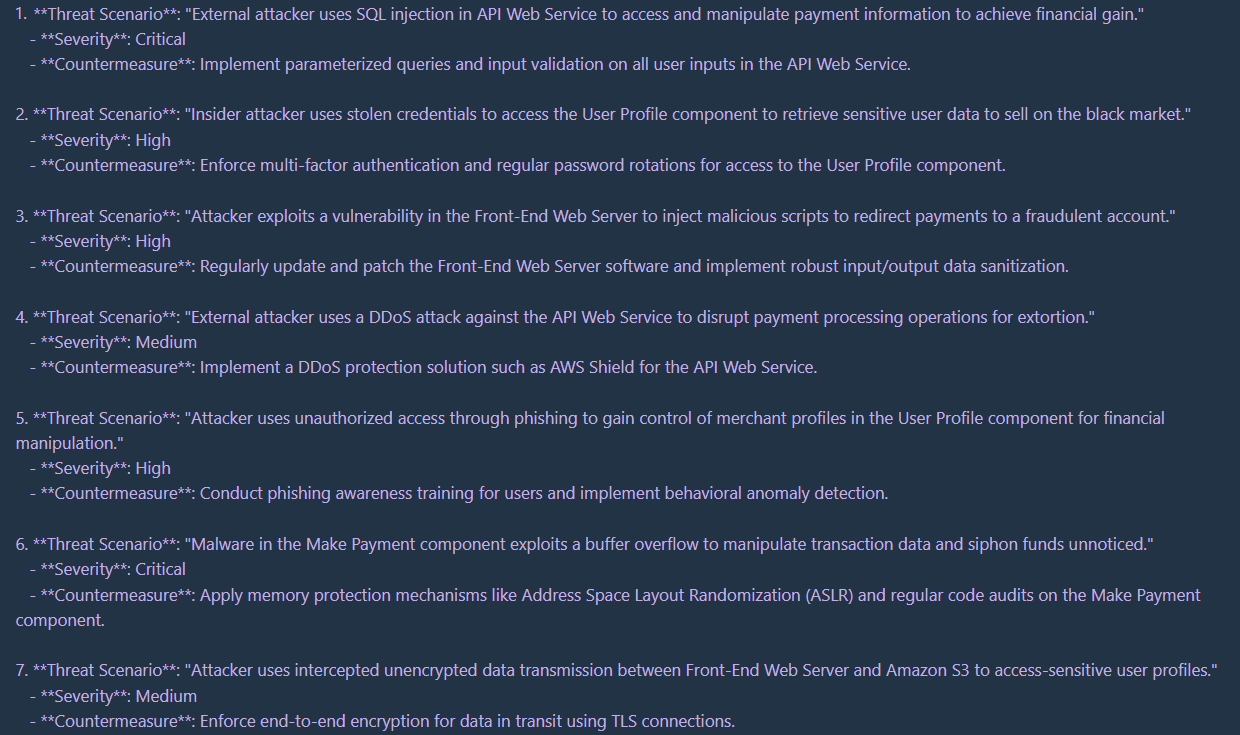 1. **Threat Scenario**: "External attacker uses SQL injection in API Web Service to access and manipulate payment information to achieve financial gain."
- **Severity**: Critical
- **Countermeasure**: Implement parameterized queries and input validation on all user inputs in the API Web Service.
2. **Threat Scenario**: "Insider attacker uses stolen credentials to access the User Profile component to retrieve sensitive user data to sell on the black market."
- **Severity**: High
- **Countermeasure**: Enforce multi-factor authentication and regular password rotations for access to the User Profile component.
3. **Threat Scenario**: "Attacker exploits a vulnerability in the Front-End Web Server to inject malicious scripts to redirect payments to a fraudulent account."
- **Severity**: High
- **Countermeasure**: Regularly update and patch the Front-End Web Server software and implement robust input/output data sanitization.
4. **Threat Scenario**: "External attacker uses a DDoS attack against the API Web Service to disrupt payment processing operations for extortion."
- **Severity**: Medium
- **Countermeasure**: Implement a DDoS protection solution such as AWS Shield for the API Web Service.
5. **Threat Scenario**: "Attacker uses unauthorized access through phishing to gain control of merchant profiles in the User Profile component for financial
manipulation."
- **Severity**: High
- **Countermeasure**: Conduct phishing awareness training for users and implement behavioral anomaly detection.
6. **Threat Scenario**: "Malware in the Make Payment component exploits a buffer overflow to manipulate transaction data and siphon funds unnoticed."
- **Severity**: Critical
- **Countermeasure**: Apply memory protection mechanisms like Address Space Layout Randomization (ASLR) and regular code audits on the Make Payment
component.
7. **Threat Scenario**: "Attacker uses intercepted unencrypted data transmission between Front-End Web Server and Amazon S3 to access-sensitive user profiles."
- **Severity**: Medium
- **Countermeasure**: Enforce end-to-end encryption for data in transit using TLS connections.